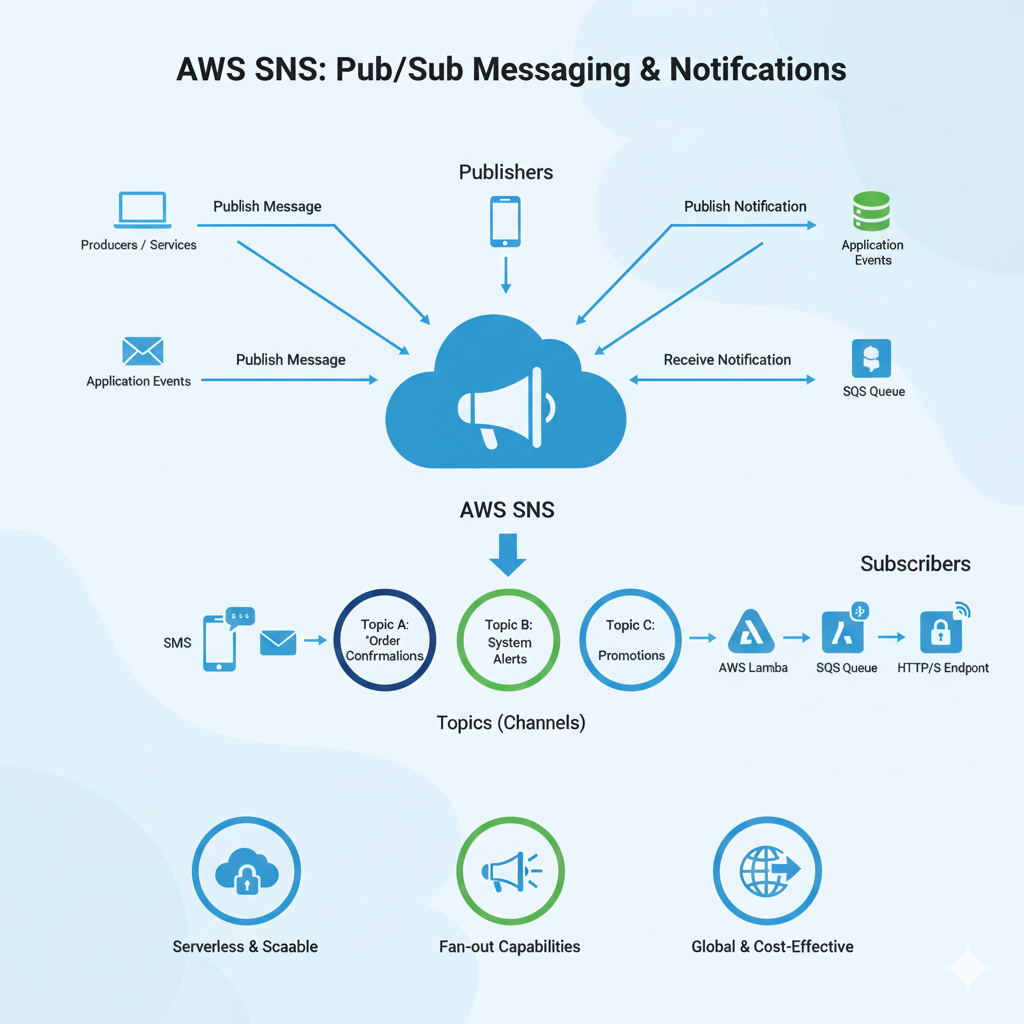 AWS SNS: Pub/Sub Messaging & Notifcations
Publishers
Publish Message
Publish Notification
Producers / Services
Application
Events
Publish Message
Receive Notification
Application Events
SQS Queue
AWS SNS
Subscribers
SMS
Topic A:
"Order
Confrmalions
Topic B:
System
Alerts
Topic C:
Promotions
AWS Lamba
SQS Queue
HTTP/S Endpont
Topics (Channels)
Serverless & Scaable
Fan-out Capabilities
Global & Cost-Effective